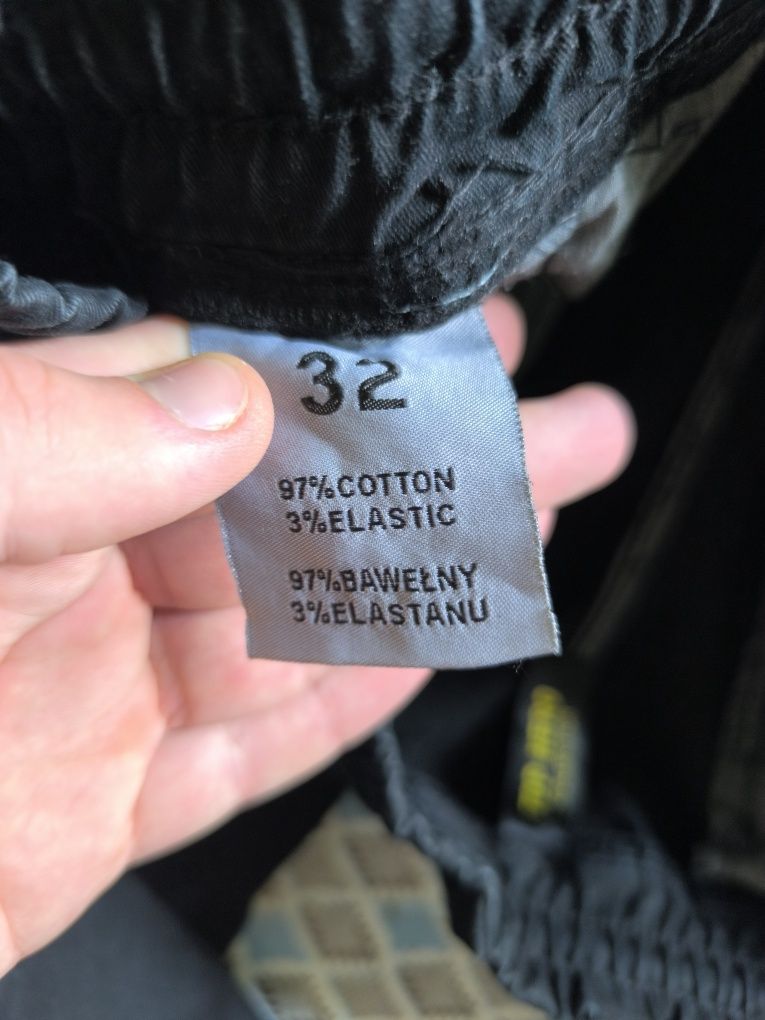 32
97%COTTON
3%ELASTIC
97%BAWEŁNY
3%ELASTANU